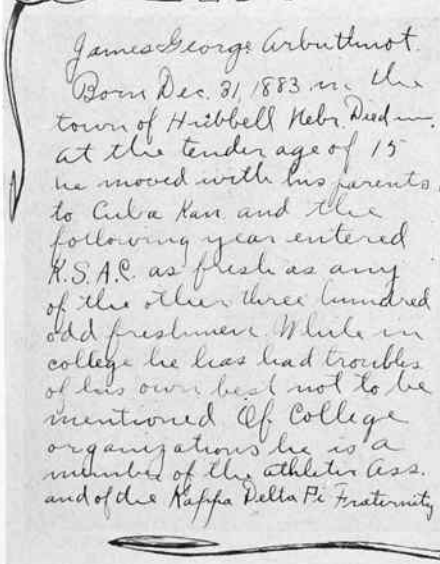 James George Arbuthnot.
Born Dec. 31, 1883 in the
town of Hubbell Nebr. Died —.
At the tender age of 15
he moved with his parents
to Cuba Kan and the
following year entered
K.S.A.C. as fresh as any
of the other three hundred
odd freshmen. While in
college he has had troubles
of his own best not to be
mentioned. Of College
organizations he is a
member of the athletic Ass.
and of the Kappa Delta Pi Fraternity